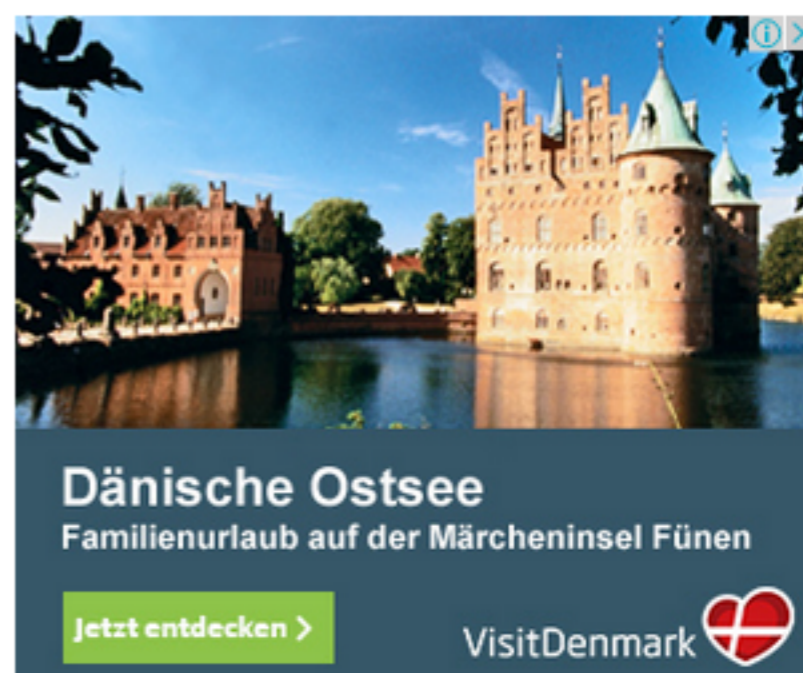 Dänische Ostsee
Familienurlaub auf der Märcheninsel Fünen
Jetzt entdecken
VisitDenmark